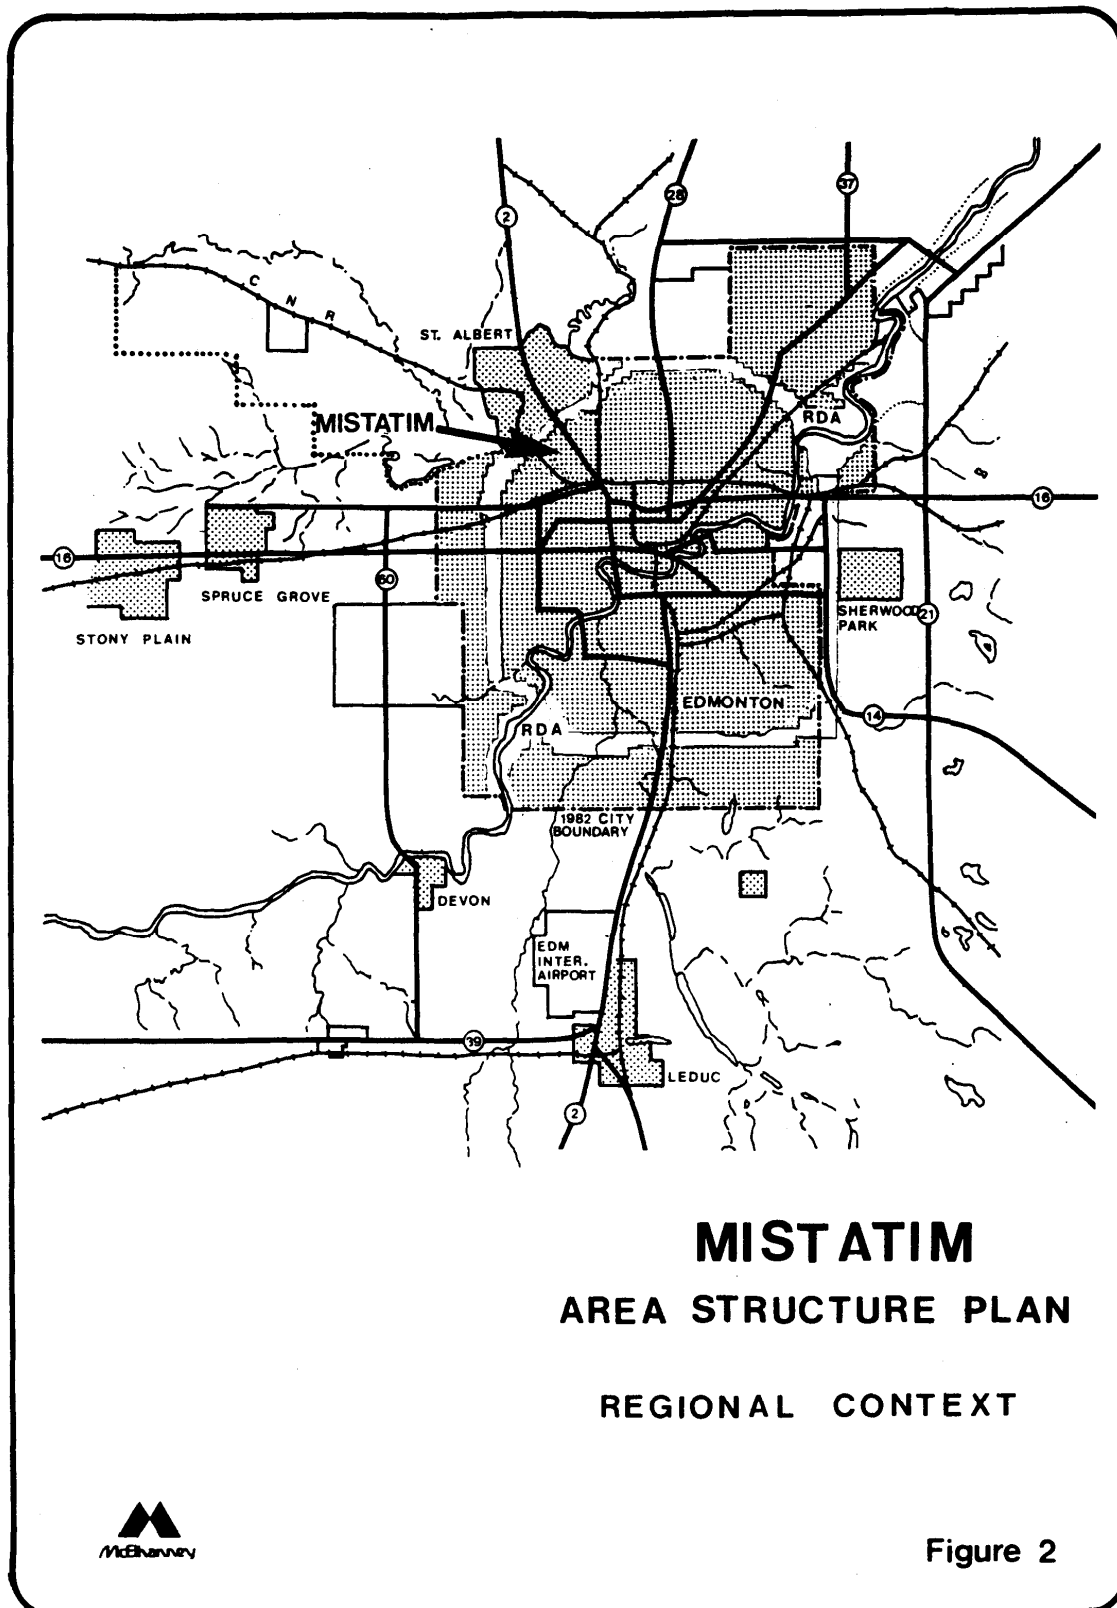 28
37
2
C N R
ST. ALBERT
MISTATIM
RDA
16
16
60
SPRUCE GROVE
STONY PLAIN
SHERWOOD
PARK
21
EDMONTON
14
RDA
1982 CITY
BOUNDARY
DEVON
EDM
INTER.
AIRPORT
39
LEDUC
2
MISTATIM
AREA STRUCTURE PLAN
REGIONAL CONTEXT
McElhanney
Figure 2